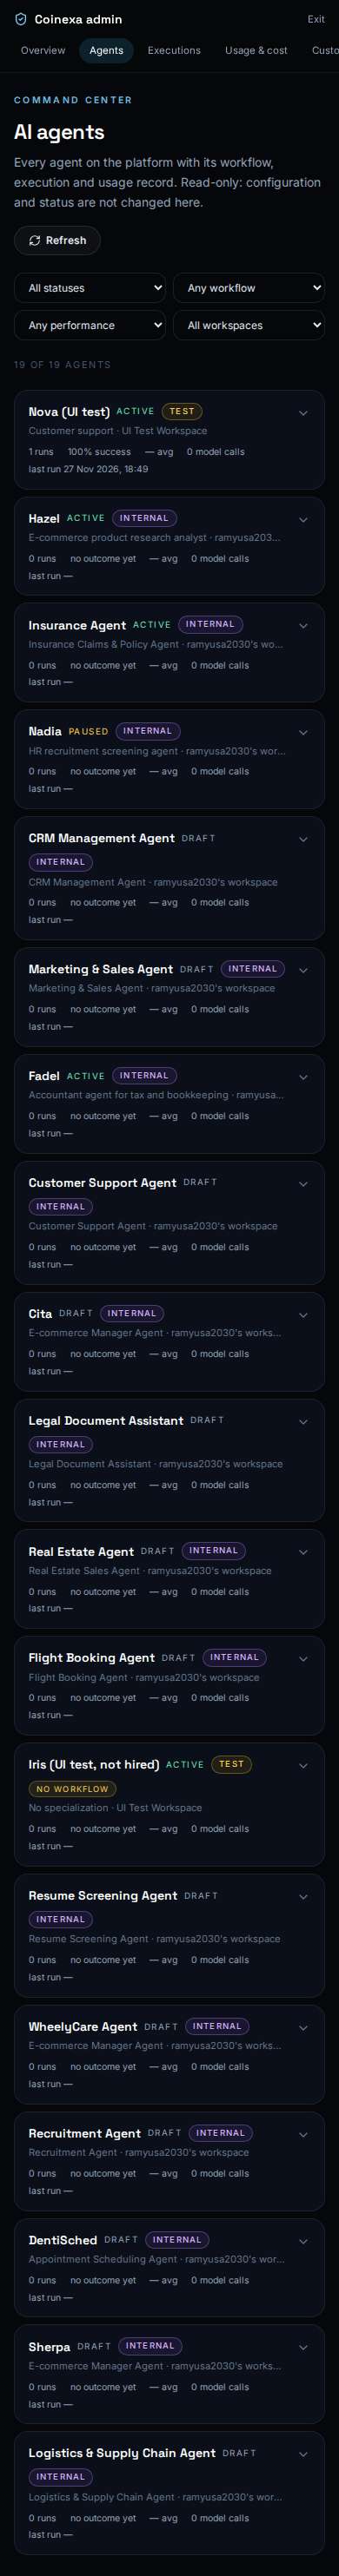 Coinexa admin
Exit
Overview Agents Executions Usage & cost Custo
COMMAND CENTER
AI agents
Every agent on the platform with its workflow,
execution and usage record. Read-only: configuration
and status are not changed here.
Refresh
All statuses Any workflow
Any performance All workspaces
19 OF 19 AGENTS
Nova (UI test) ACTIVE TEST
Customer support · UI Test Workspace
1 runs 100% success — avg 0 model calls
last run 27 Nov 2026, 18:49
Hazel ACTIVE INTERNAL
E-commerce product research analyst · ramyusa203...
0 runs no outcome yet — avg 0 model calls
last run —
Insurance Agent ACTIVE INTERNAL
Insurance Claims & Policy Agent · ramyusa2030's wo...
0 runs no outcome yet — avg 0 model calls
last run —
Nadia PAUSED INTERNAL
HR recruitment screening agent · ramyusa2030's wor...
0 runs no outcome yet — avg 0 model calls
last run —
CRM Management Agent DRAFT
INTERNAL
CRM Management Agent · ramyusa2030's workspace
0 runs no outcome yet — avg 0 model calls
last run —
Marketing & Sales Agent DRAFT INTERNAL
Marketing & Sales Agent · ramyusa2030's workspace
0 runs no outcome yet — avg 0 model calls
last run —
Fadel ACTIVE INTERNAL
Accountant agent for tax and bookkeeping · ramyusa...
0 runs no outcome yet — avg 0 model calls
last run —
Customer Support Agent DRAFT
INTERNAL
Customer Support Agent · ramyusa2030's workspace
0 runs no outcome yet — avg 0 model calls
last run —
Cita DRAFT INTERNAL
E-commerce Manager Agent · ramyusa2030's works...
0 runs no outcome yet — avg 0 model calls
last run —
Legal Document Assistant DRAFT
INTERNAL
Legal Document Assistant · ramyusa2030's workspace
0 runs no outcome yet — avg 0 model calls
last run —
Real Estate Agent DRAFT INTERNAL
Real Estate Sales Agent · ramyusa2030's workspace
0 runs no outcome yet — avg 0 model calls
last run —
Flight Booking Agent DRAFT INTERNAL
Flight Booking Agent · ramyusa2030's workspace
0 runs no outcome yet — avg 0 model calls
last run —
Iris (UI test, not hired) ACTIVE TEST
NO WORKFLOW
No specialization · UI Test Workspace
0 runs no outcome yet — avg 0 model calls
last run —
Resume Screening Agent DRAFT
INTERNAL
Resume Screening Agent · ramyusa2030's workspace
0 runs no outcome yet — avg 0 model calls
last run —
WheelyCare Agent DRAFT INTERNAL
E-commerce Manager Agent · ramyusa2030's works...
0 runs no outcome yet — avg 0 model calls
last run —
Recruitment Agent DRAFT INTERNAL
Recruitment Agent · ramyusa2030's workspace
0 runs no outcome yet — avg 0 model calls
last run —
DentiSched DRAFT INTERNAL
Appointment Scheduling Agent · ramyusa2030's wor...
0 runs no outcome yet — avg 0 model calls
last run —
Sherpa DRAFT INTERNAL
E-commerce Manager Agent · ramyusa2030's works...
0 runs no outcome yet — avg 0 model calls
last run —
Logistics & Supply Chain Agent DRAFT
INTERNAL
Logistics & Supply Chain Agent · ramyusa2030's wor...
0 runs no outcome yet — avg 0 model calls
last run —